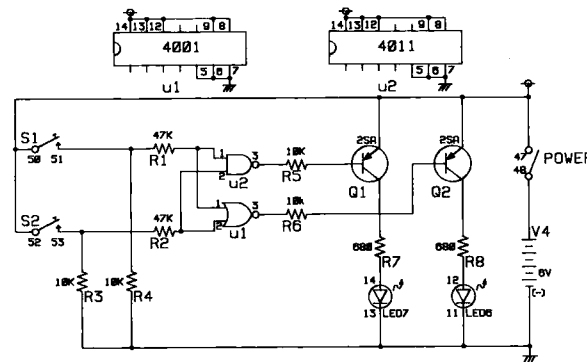 14 13 12 9 8
4001
5 6 7
u1
14 13 12 9 8
4011
5 6 7
u2
S1
50 51
47K
R1
1
2
3
u2
10K
R5
2SA
Q1
2SA
Q2
47
48
POWER
S2
52 53
47K
R2
1
2
3
u1
10k
R6
10K
R3
10K
R4
680
R7
680
R8
V4
6V
(-)
14
13
LED7
12
11
LED6